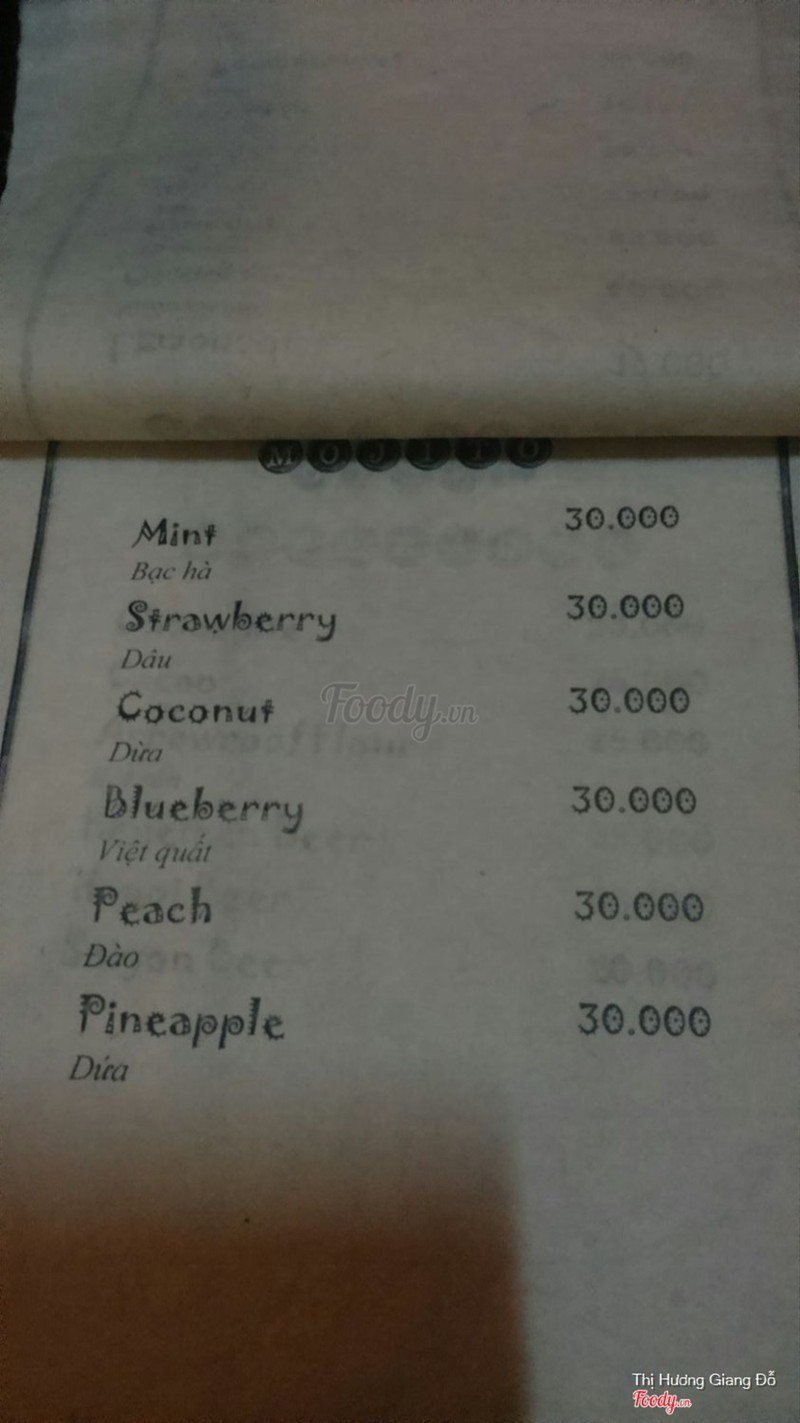 MOJITO
Mint 30.000
Bạc hà
Strawberry 30.000
Dâu
Coconut 30.000
Dừa
Foody.vn
Blueberry 30.000
Việt quất
Peach 30.000
Đào
Pineapple 30.000
Dứa
Thị Hương Giang Đỗ
Foody.vn